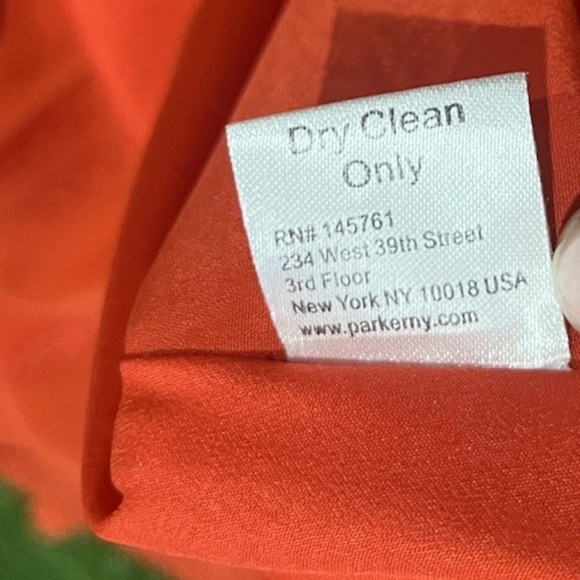 Dry Clean
Only
RN# 145761
234 West 39th Street
3rd Floor
New York NY 10018 USA
www.parkerny.com